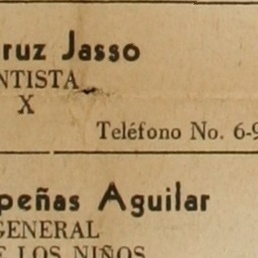 ruz Jasso
NTISTA
X
Teléfono No. 6-9
peñas Aguilar
GENERAL
E LOS NIÑOS